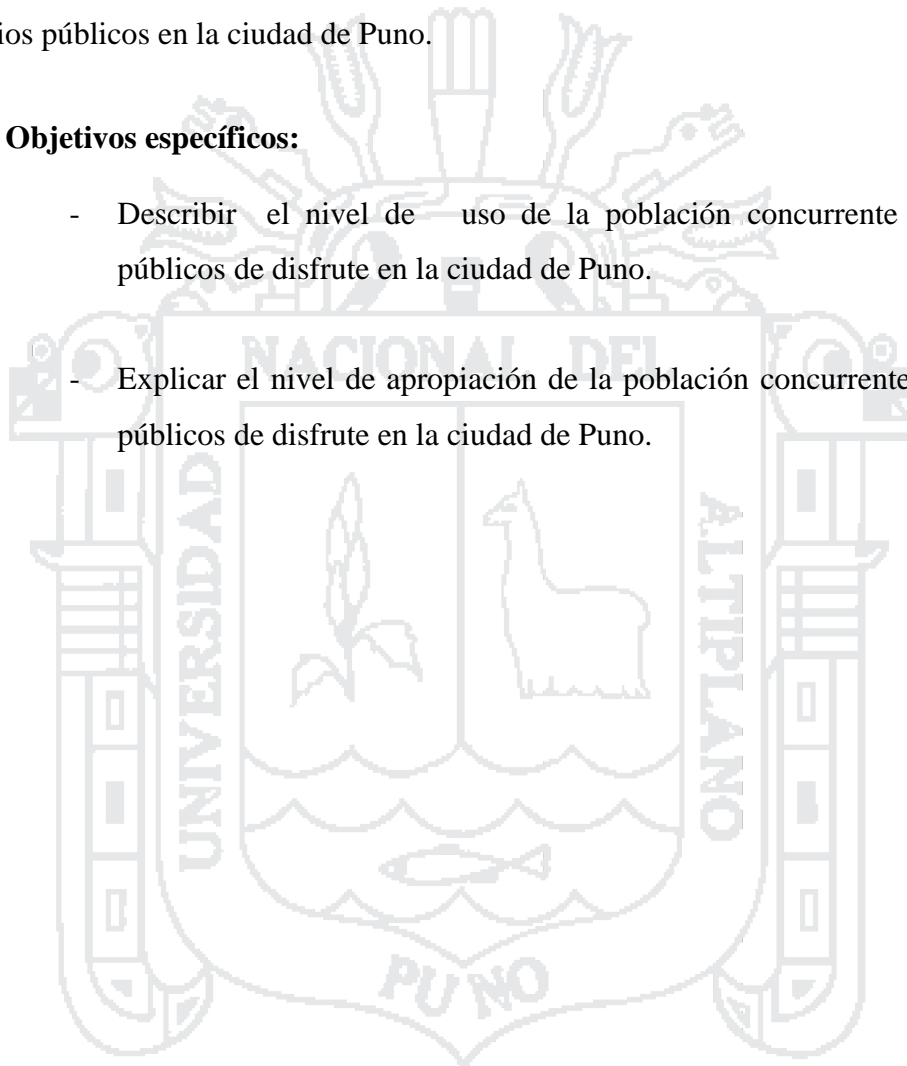 ios públicos en la ciudad de Puno.
Objetivos específicos:
- Describir el nivel de uso de la población concurrente
públicos de disfrute en la ciudad de Puno.
- Explicar el nivel de apropiación de la población concurrente
públicos de disfrute en la ciudad de Puno.
NACIONAL DEL
UNIVERSIDAD
ALTIPLANO
PUNO